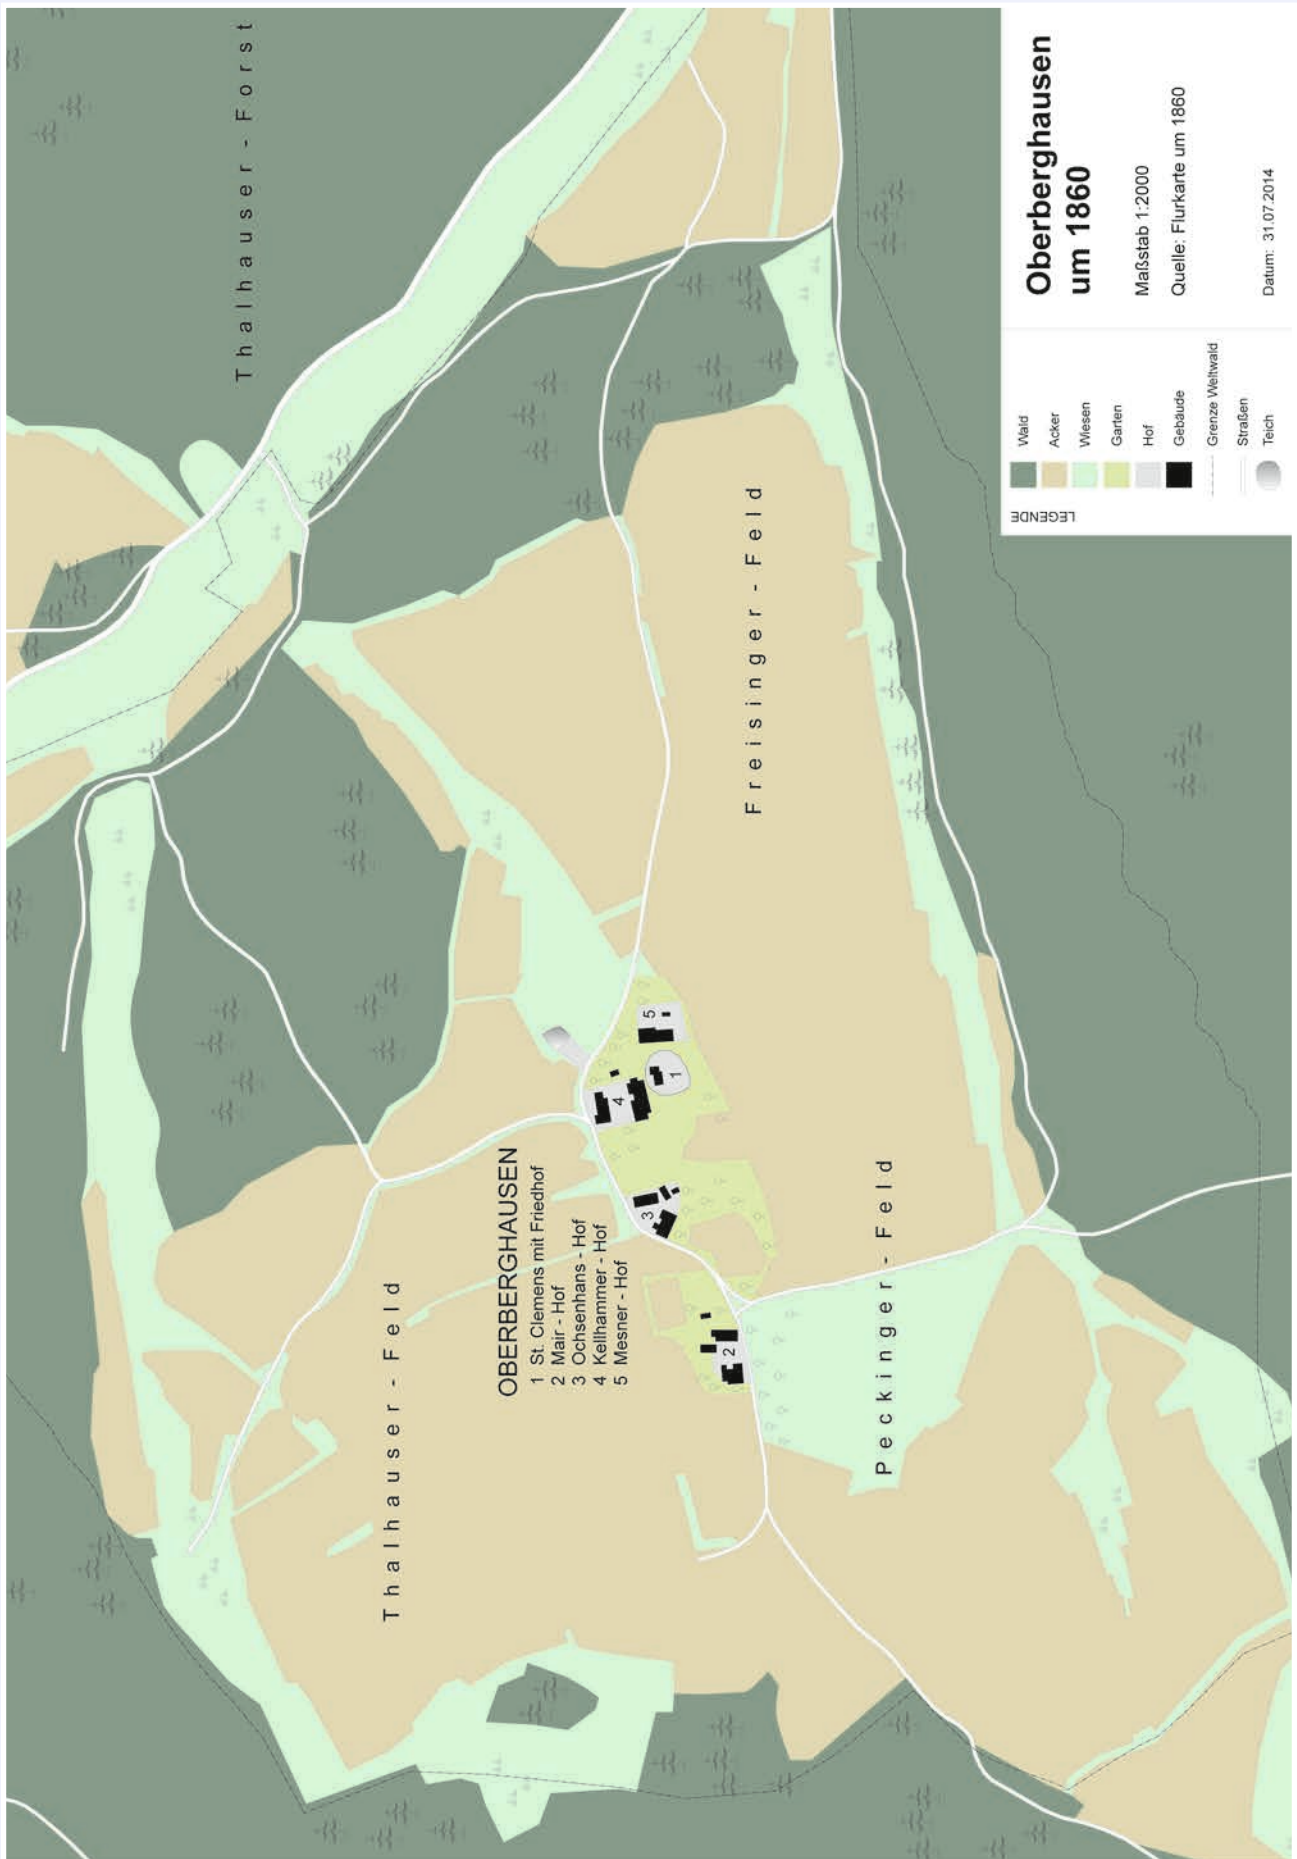 Thalhauser - Forst
Thalhauser - Feld
OBERBERGHAUSEN
1 St. Clemens mit Friedhof
2 Mair - Hof
3 Ochsenhans - Hof
4 Kellhammer - Hof
5 Mesner - Hof
4
5
1
3
2
Freisinger - Feld
Peckinger - Feld
LEGENDE
Wald
Acker
Wiesen
Garten
Hof
Gebäude
Grenze Weltwald
Straßen
Teich
Oberberghausen
um 1860
Maßstab 1:2000
Quelle: Flurkarte um 1860
Datum: 31.07.2014